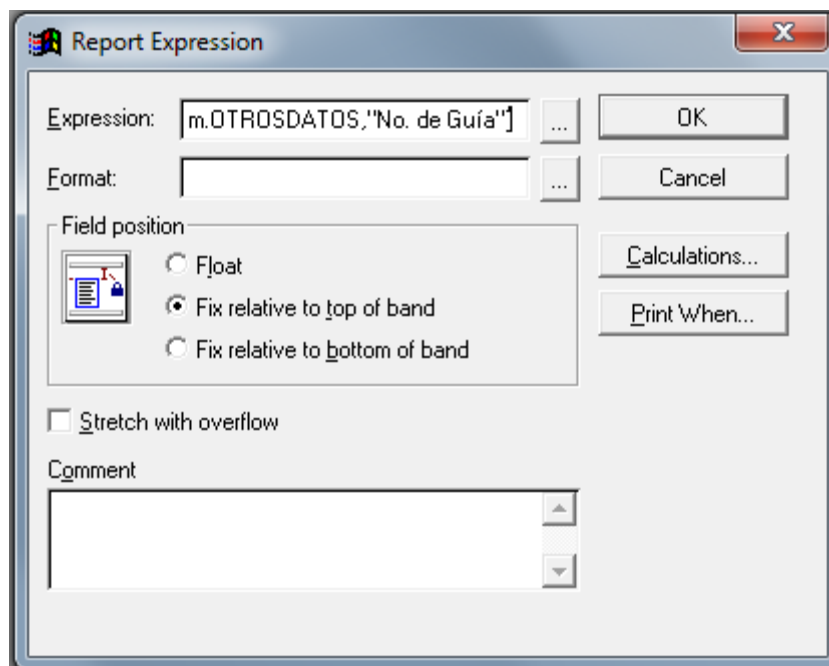 Report Expression
Expression: m.OTROSDATOS,"No. de Guía") ... OK
Format: ... Cancel
Field position
Float
Calculations...
Fix relative to top of band
Print When...
Fix relative to bottom of band
Stretch with overflow
Comment